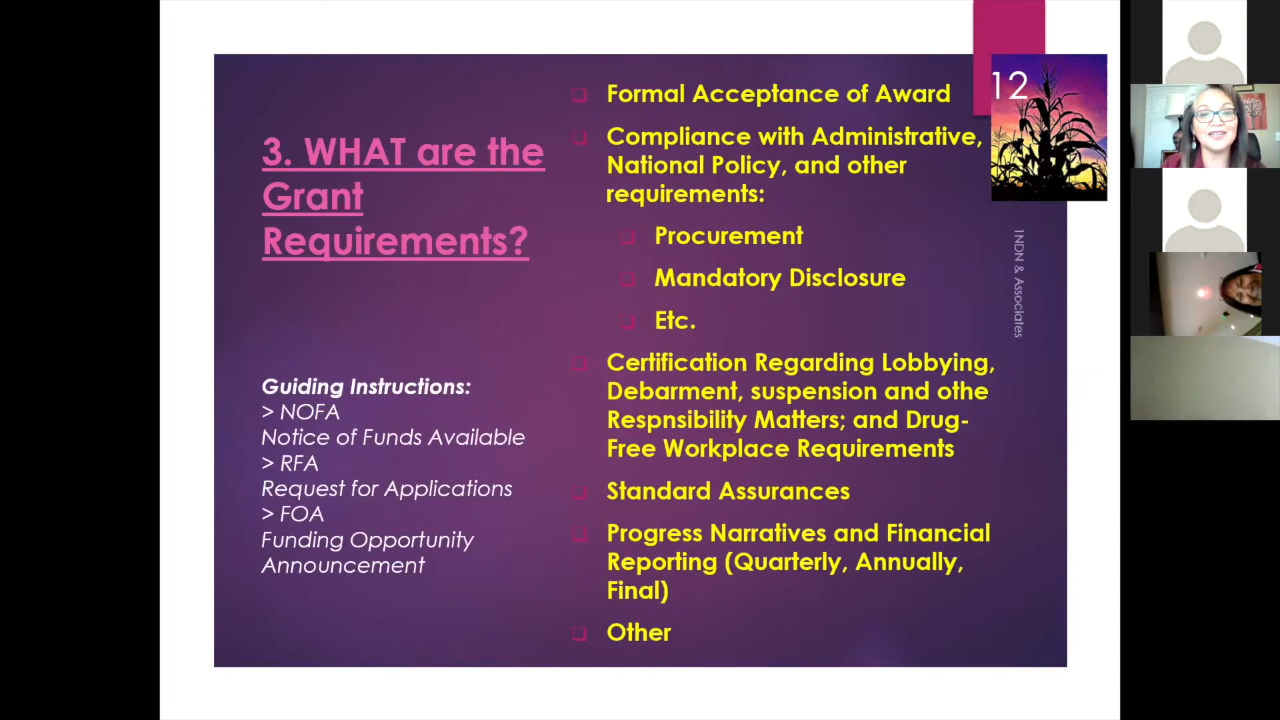 12
3. WHAT are the
Grant
Requirements?
Guiding Instructions:
> NOFA
Notice of Funds Available
> RFA
Request for Applications
> FOA
Funding Opportunity
Announcement
Formal Acceptance of Award
Compliance with Administrative,
National Policy, and other
requirements:
Procurement
Mandatory Disclosure
Etc.
Certification Regarding Lobbying,
Debarment, suspension and othe
Respnsibility Matters; and Drug-
Free Workplace Requirements
Standard Assurances
Progress Narratives and Financial
Reporting (Quarterly, Annually,
Final)
Other
1NDN & Associates